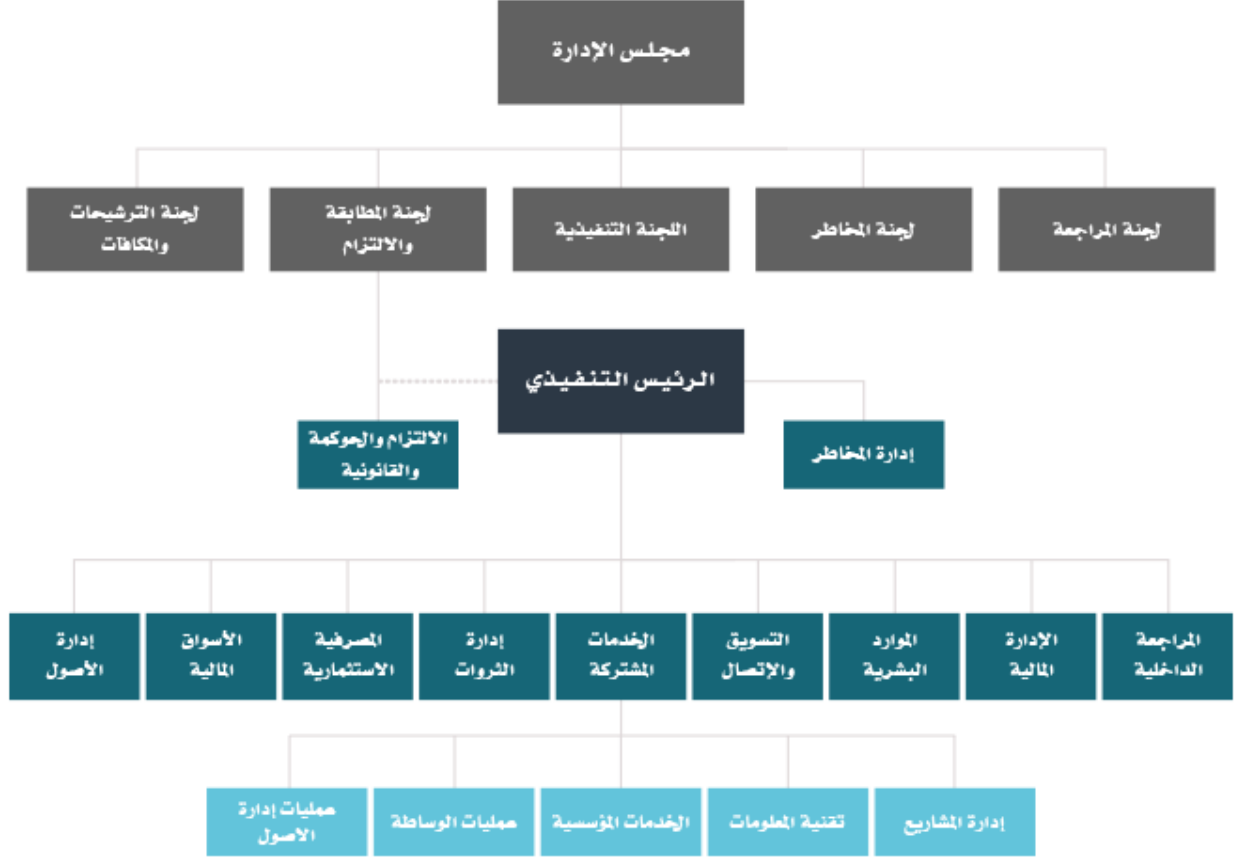 مجلس الإدارة
لجنة المراجعة
لجنة المخاطر
اللجنة التنفيذية
لجنة المطابقة
والالتزام
لجنة الترشيحات
والمكافآت
الرئيس التنفيذي
إدارة المخاطر
الالتزام والحوكمة
والقانونية
المراجعة
الداخلية
الإدارة
المالية
الموارد
البشرية
التسويق
والإتصال
الخدمات
المشتركة
إدارة
الثروات
المصرفية
الاستثمارية
الأسواق
المالية
إدارة
الأصول
إدارة المشاريع
تقنية المعلومات
الخدمات المؤسسية
عمليات الوساطة
عمليات إدارة
الاصول